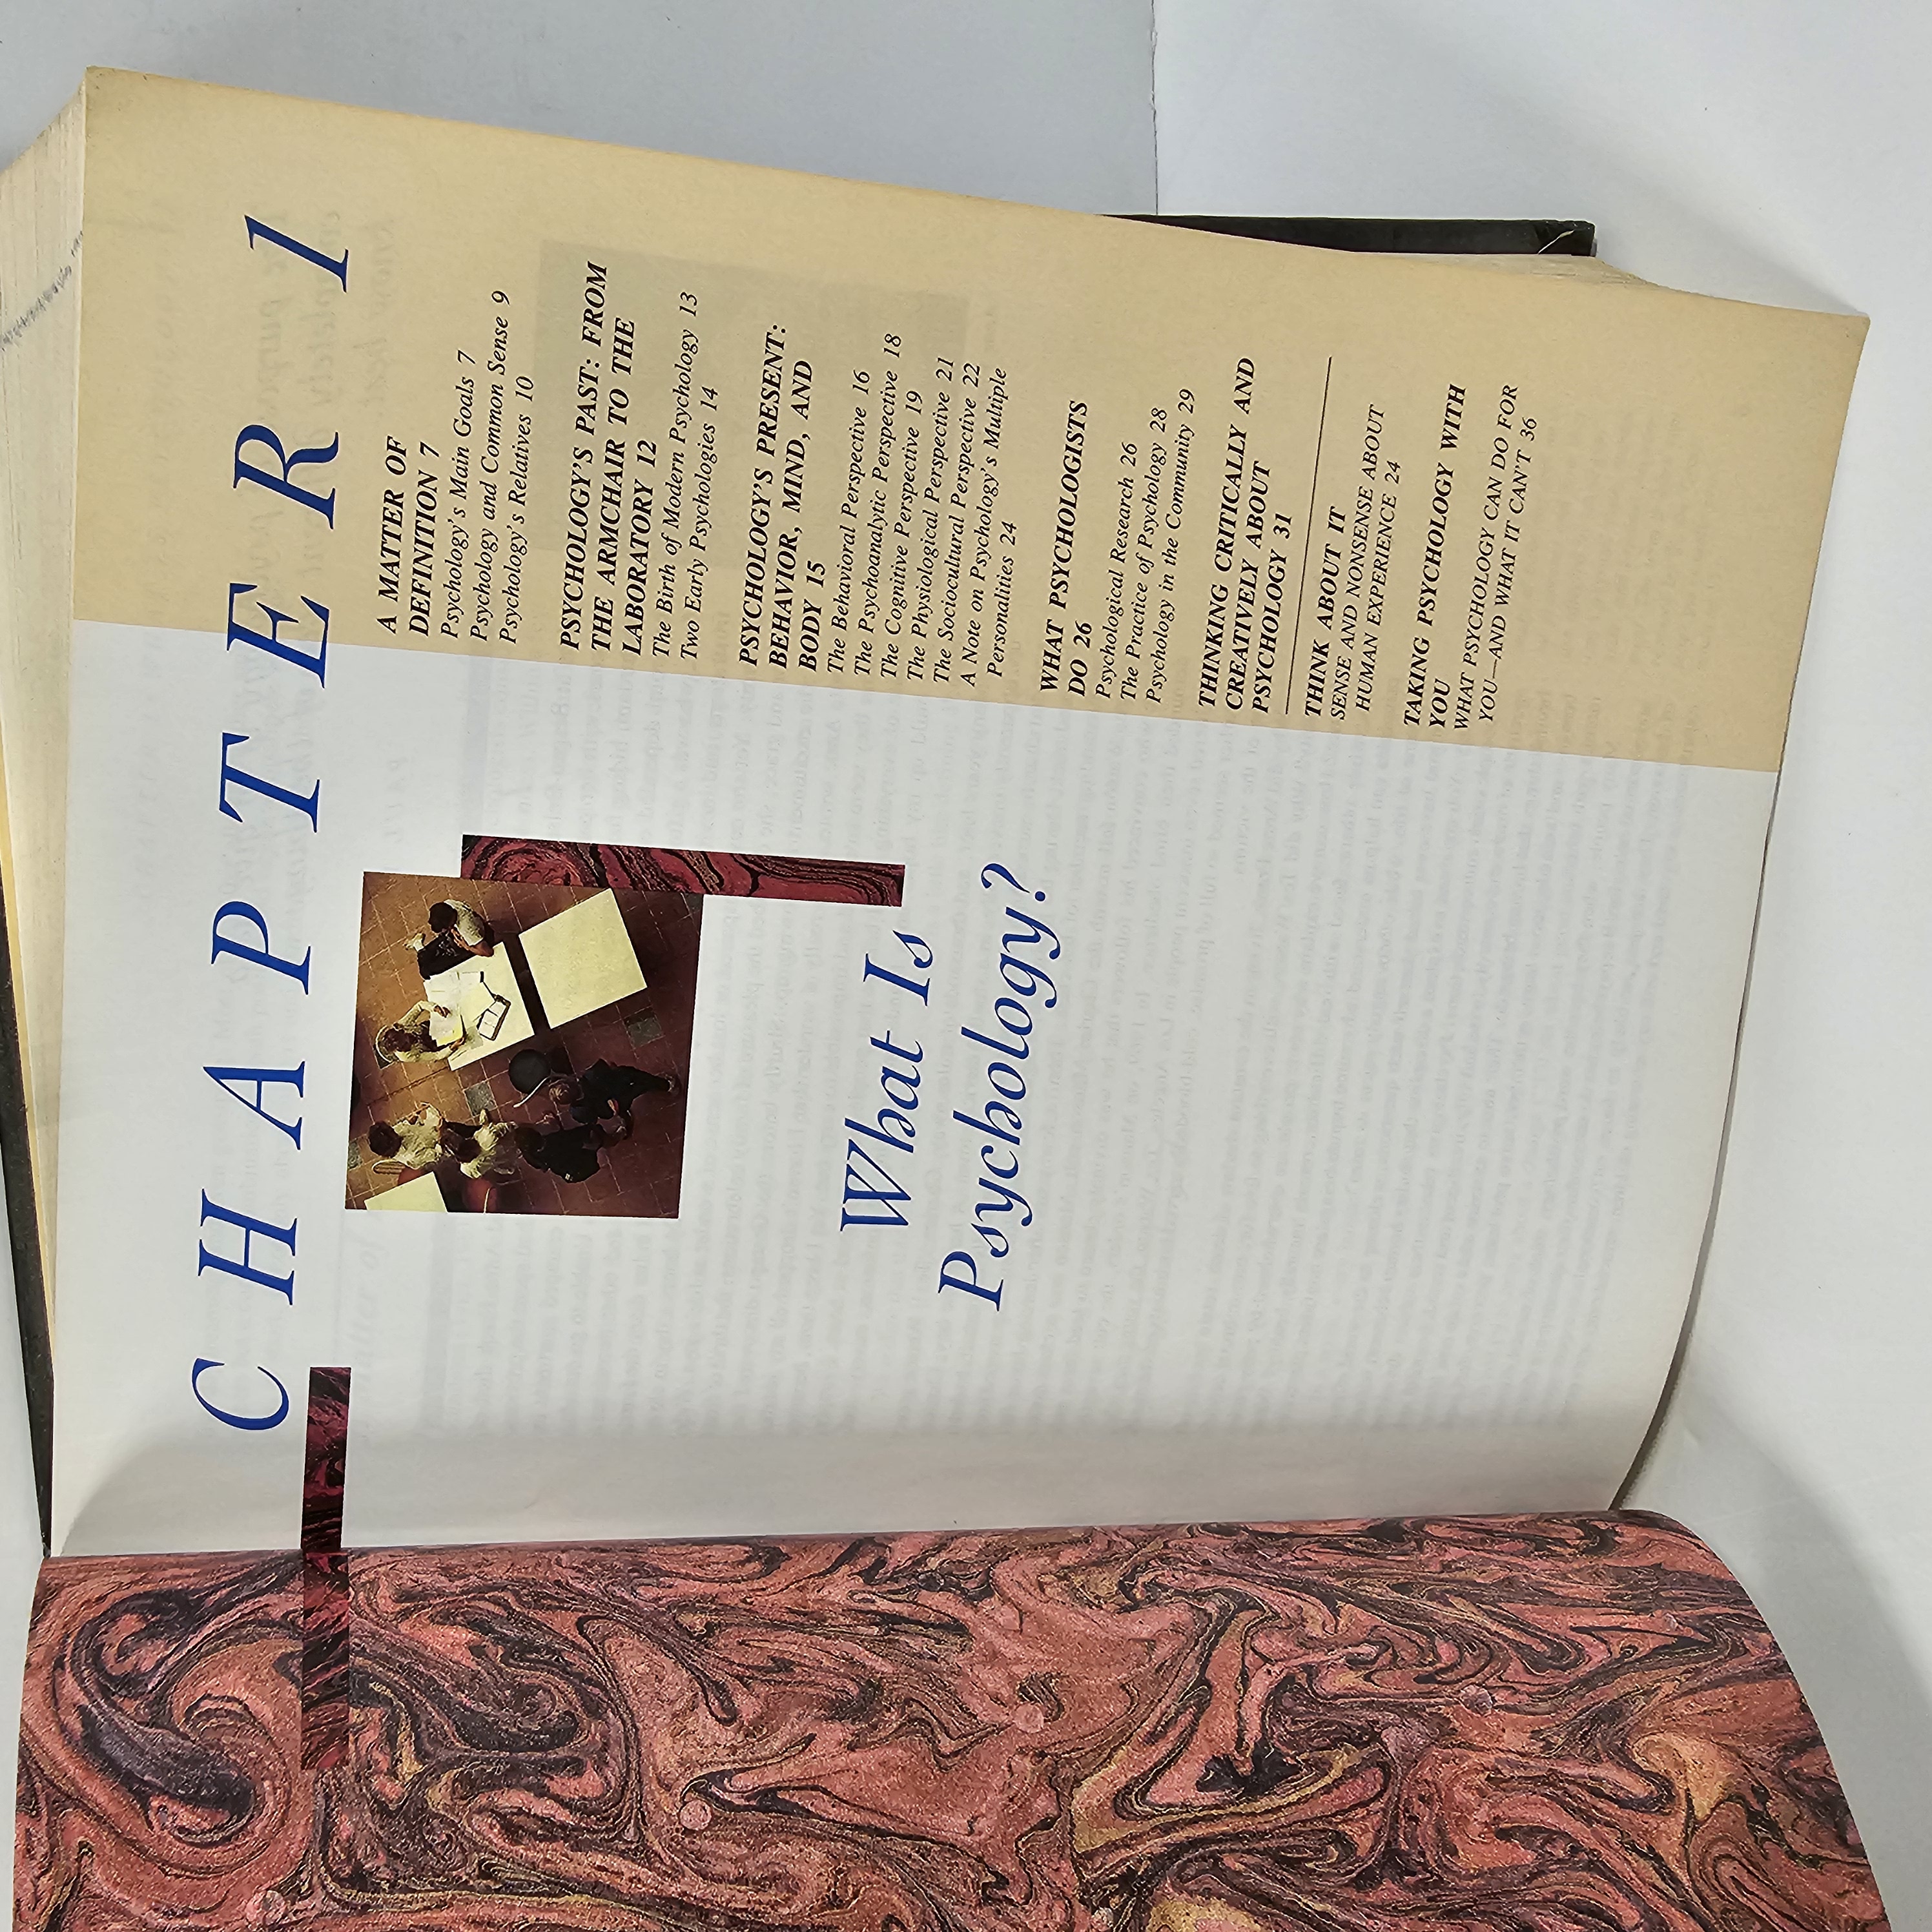 CHAPTER 1
What Is
Psychology?
A MATTER OF
DEFINITION 7
Psychology's Main Goals 7
Psychology and Common Sense 9
Psychology's Relatives 10
PSYCHOLOGY'S PAST: FROM
THE ARMCHAIR TO THE
LABORATORY 12
The Birth of Modern Psychology 13
Two Early Psychologies 14
PSYCHOLOGY'S PRESENT:
BEHAVIOR, MIND, AND
BODY 15
The Behavioral Perspective 16
The Psychoanalytic Perspective 18
The Cognitive Perspective 19
The Physiological Perspective 21
The Sociocultural Perspective 22
A Note on Psychology's Multiple
Personalities 24
WHAT PSYCHOLOGISTS
DO 26
Psychological Research 26
The Practice of Psychology 28
Psychology in the Community 29
THINKING CRITICALLY AND
CREATIVELY ABOUT
PSYCHOLOGY 31
THINK ABOUT IT
SENSE AND NONSENSE ABOUT
HUMAN EXPERIENCE 24
TAKING PSYCHOLOGY WITH
YOU
WHAT PSYCHOLOGY CAN DO FOR
YOU—AND WHAT IT CAN'T 36